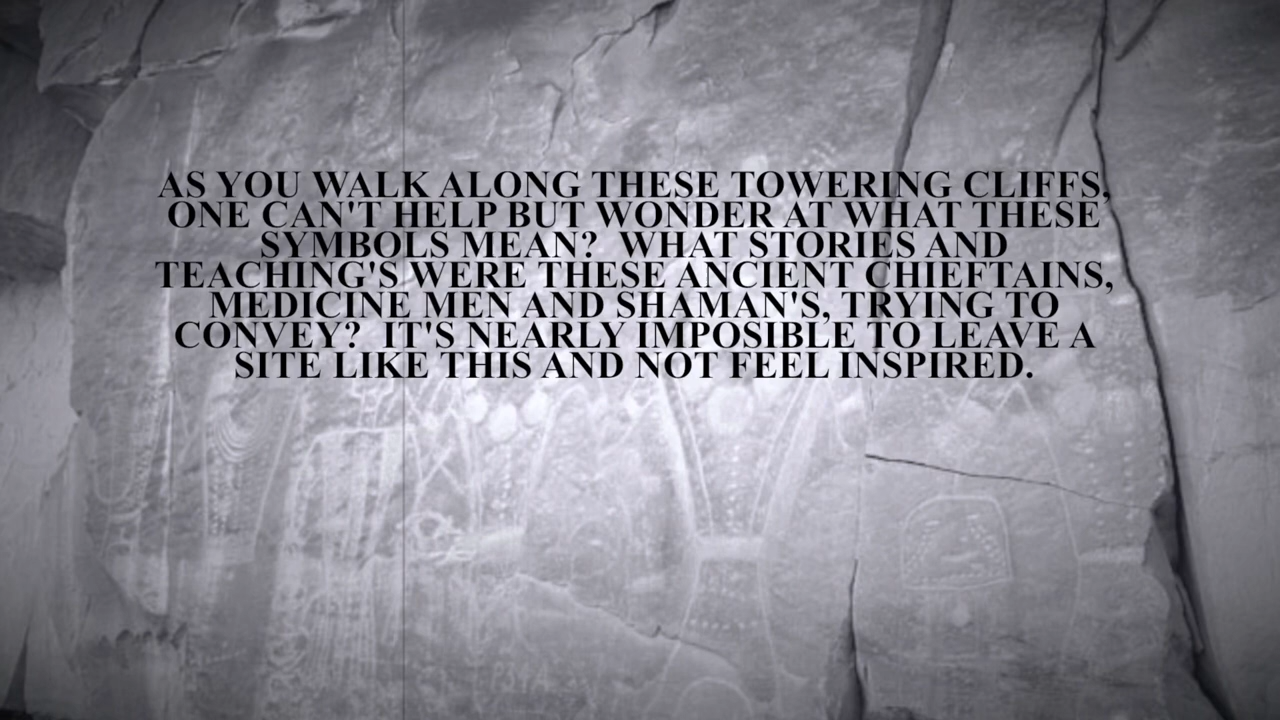 AS YOU WALK ALONG THESE TOWERING CLIFFS,
ONE CAN'T HELP BUT WONDER AT WHAT THESE
SYMBOLS MEAN?  WHAT STORIES AND
TEACHING'S WERE THESE ANCIENT CHIEFTAINS,
MEDICINE MEN AND SHAMAN'S, TRYING TO
CONVEY?  IT'S NEARLY IMPOSIBLE TO LEAVE A
SITE LIKE THIS AND NOT FEEL INSPIRED.